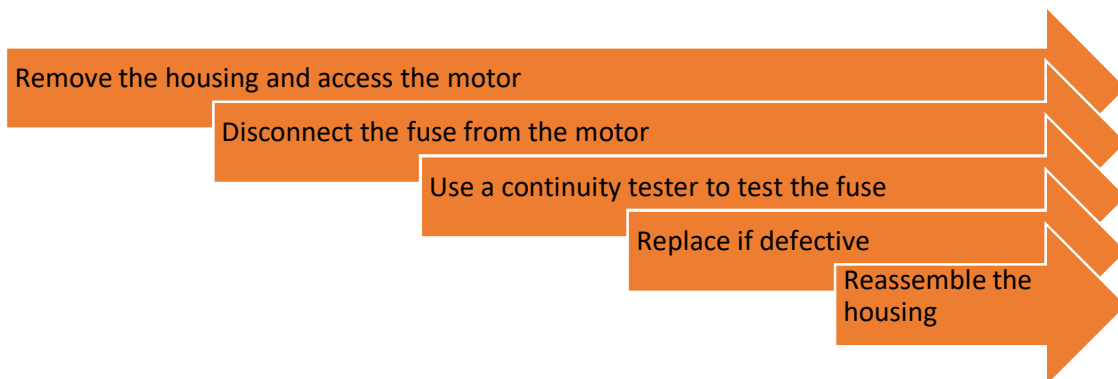 Remove the housing and access the motor
Disconnect the fuse from the motor
Use a continuity tester to test the fuse
Replace if defective
Reassemble the
housing